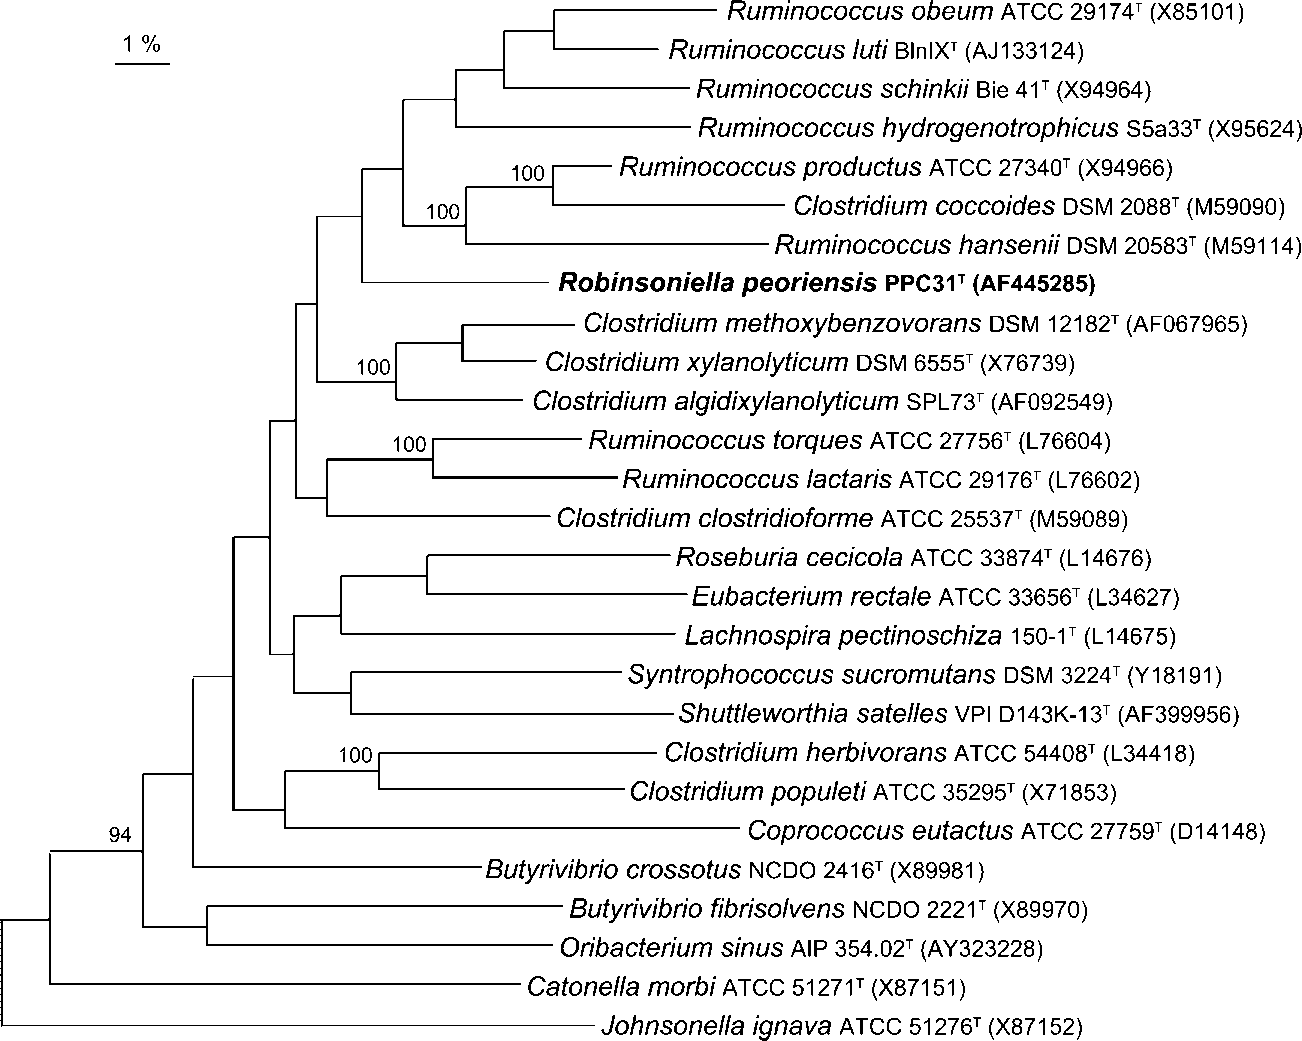 Ruminococcus obeum ATCC 29174ᵀ (X85101)
1 %
Ruminococcus luti BlnIXᵀ (AJ133124)
Ruminococcus schinkii Bie 41ᵀ (X94964)
Ruminococcus hydrogenotrophicus S5a33ᵀ (X95624)
100
Ruminococcus productus ATCC 27340ᵀ (X94966)
100
Clostridium coccoides DSM 2088ᵀ (M59090)
Ruminococcus hansenii DSM 20583ᵀ (M59114)
Robinsoniella peoriensis PPC31ᵀ (AF445285)
Clostridium methoxybenzovorans DSM 12182ᵀ (AF067965)
100
Clostridium xylanolyticum DSM 6555ᵀ (X76739)
Clostridium algidixylanolyticum SPL73ᵀ (AF092549)
100
Ruminococcus torques ATCC 27756ᵀ (L76604)
Ruminococcus lactaris ATCC 29176ᵀ (L76602)
Clostridium clostridioforme ATCC 25537ᵀ (M59089)
Roseburia cecicola ATCC 33874ᵀ (L14676)
Eubacterium rectale ATCC 33656ᵀ (L34627)
Lachnospira pectinoschiza 150-1ᵀ (L14675)
Syntrophococcus sucromutans DSM 3224ᵀ (Y18191)
Shuttleworthia satelles VPI D143K-13ᵀ (AF399956)
100
Clostridium herbivorans ATCC 54408ᵀ (L34418)
Clostridium populeti ATCC 35295ᵀ (X71853)
Coprococcus eutactus ATCC 27759ᵀ (D14148)
94
Butyrivibrio crossotus NCDO 2416ᵀ (X89981)
Butyrivibrio fibrisolvens NCDO 2221ᵀ (X89970)
Oribacterium sinus AIP 354.02ᵀ (AY323228)
Catonella morbi ATCC 51271ᵀ (X87151)
Johnsonella ignava ATCC 51276ᵀ (X87152)